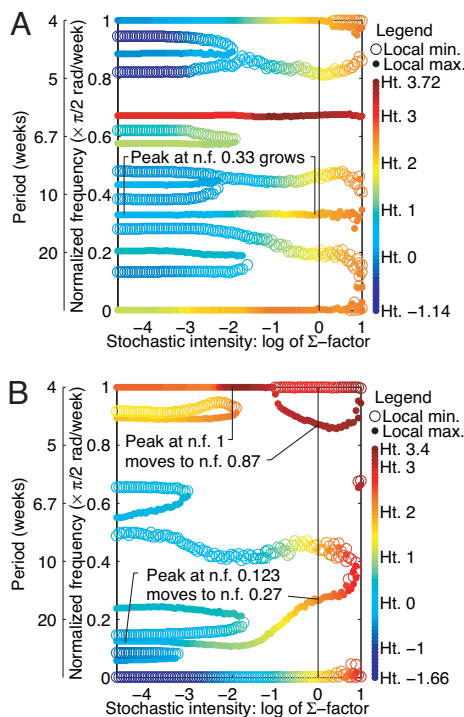 A
Period (weeks)
4
5
6.7
10
20
Normalized frequency (× π/2 rad/week)
1
0.8
0.6
0.4
0.2
0
Peak at n.f. 0.33 grows
−4 −3 −2 −1 0 1
Stochastic intensity: log of Σ-factor
Legend
Local min.
Local max.
Ht. 3.72
Ht. 3
Ht. 2
Ht. 1
Ht. 0
Ht. −1.14
B
Period (weeks)
4
5
6.7
10
20
Normalized frequency (× π/2 rad/week)
1
0.8
0.6
0.4
0.2
0
Peak at n.f. 1
moves to n.f. 0.87
Peak at n.f. 0.123
moves to n.f. 0.27
−4 −3 −2 −1 0 1
Stochastic intensity: log of Σ-factor
Legend
Local min.
Local max.
Ht. 3.4
Ht. 3
Ht. 2
Ht. 1
Ht. 0
Ht. −1
Ht. −1.66